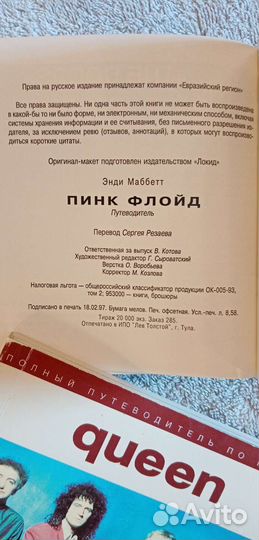 Права на русское издание принадлежат компании «Евразийский регион»
Все права защищены. Ни одна часть этой книги не может быть воспроизведена
в какой-бы то ни было форме, ни электронным, ни механическим способом, включая
системы хранения информации и ее считывания, без письменного разрешения из-
дателя, за исключением ревю (отзывов, аннотаций), в которых могут воспроизво-
диться короткие цитаты.
Оригинал-макет подготовлен издательством «Локид»
Энди Маббетт
ПИНК ФЛОЙД
Путеводитель
Перевод Сергея Резаева
Ответственная за выпуск В. Котова
Художественный редактор Г. Сыроватский
Верстка О. Воробьева
Корректор М. Козлова
Налоговая льгота – общероссийский классификатор продукции ОК-005-93,
том 2; 953000 – книги, брошюры
Подписано в печать 18.02.97. Бумага мелов. Печ. офсетная. Усл.-печ. л. 8,58.
Тираж 20 000 экз. Заказ 285.
Отпечатано в ИПО "Лев Толстой", г. Тула.
ПОЛНЫЙ ПУТЕВОДИТЕЛЬ ПО
queen
Avito